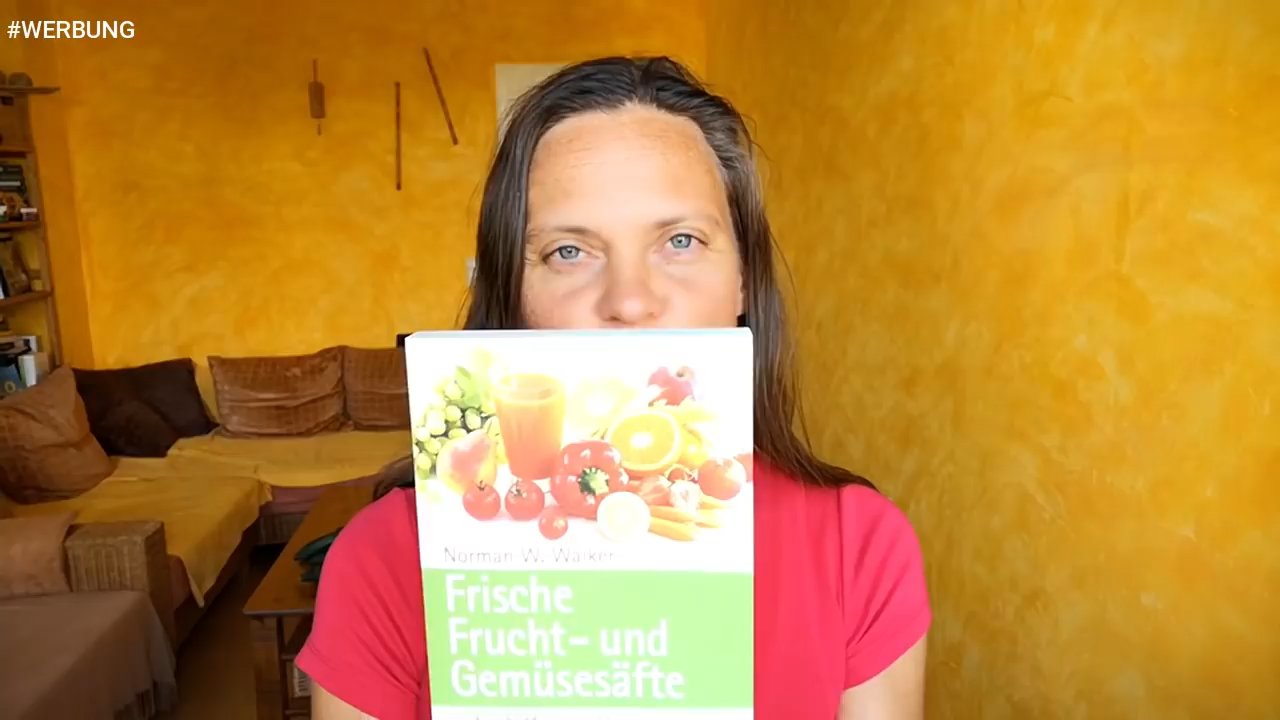 #WERBUNG
Norman W. Walker
Frische
Frucht- und
Gemüsesäfte